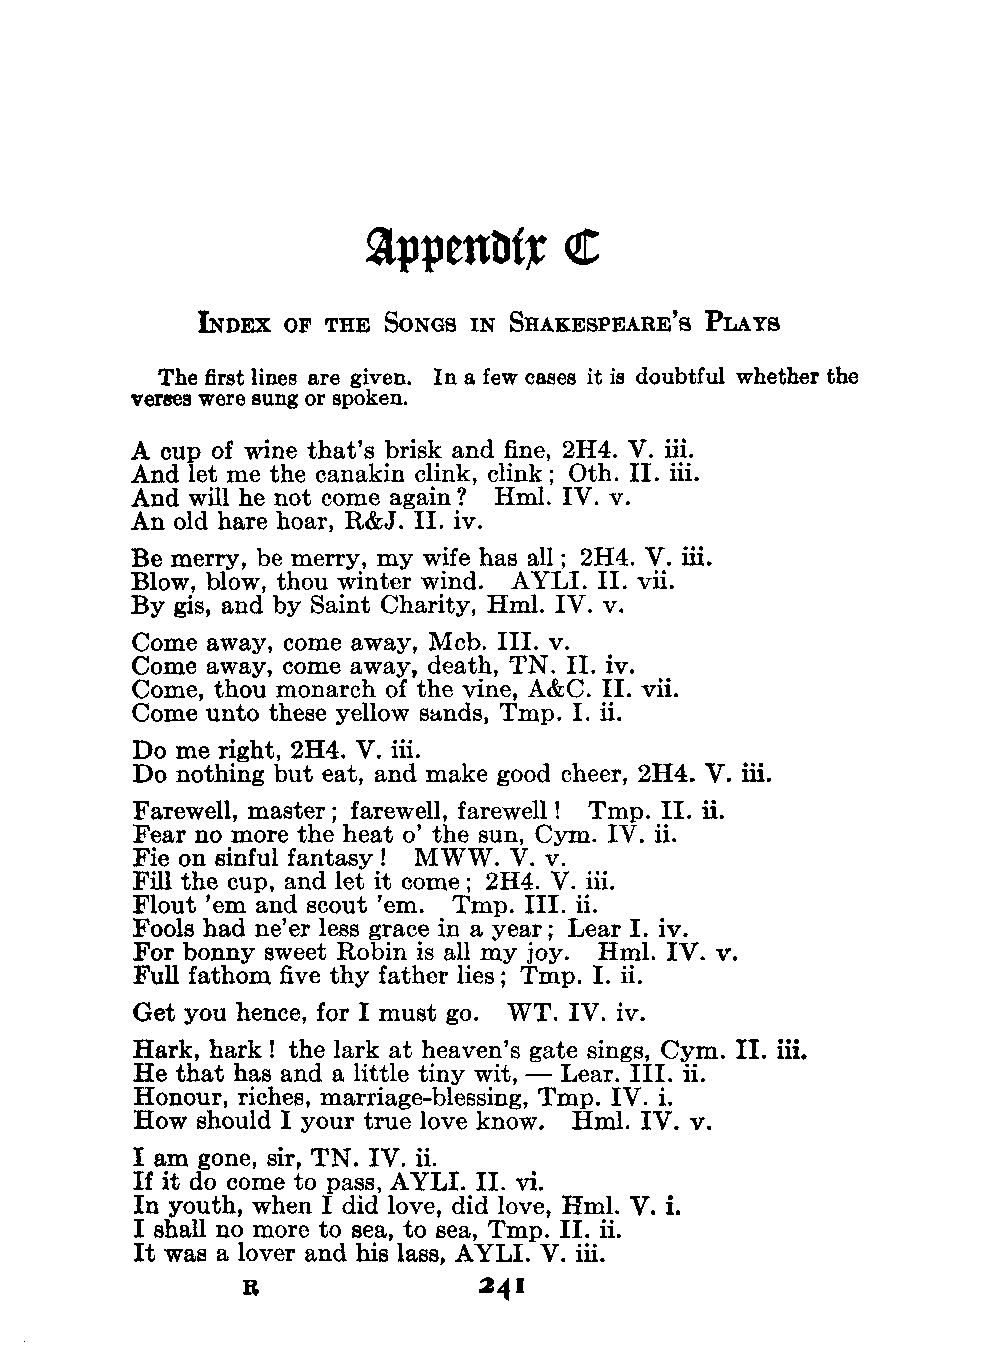 Appendix C
INDEX OF THE SONGS IN SHAKESPEARE'S PLAYS
The first lines are given. In a few cases it is doubtful whether the
verses were sung or spoken.
A cup of wine that's brisk and fine, 2H4. V. iii.
And let me the canakin clink, clink; Oth. II. iii.
And will he not come again? Hml. IV. v.
An old hare hoar, R&J. II. iv.
Be merry, be merry, my wife has all; 2H4. V. iii.
Blow, blow, thou winter wind. AYLI. II. vii.
By gis, and by Saint Charity, Hml. IV. v.
Come away, come away, Mcb. III. v.
Come away, come away, death, TN. II. iv.
Come, thou monarch of the vine, A&C. II. vii.
Come unto these yellow sands, Tmp. I. ii.
Do me right, 2H4. V. iii.
Do nothing but eat, and make good cheer, 2H4. V. iii.
Farewell, master; farewell, farewell! Tmp. II. ii.
Fear no more the heat o' the sun, Cym. IV. ii.
Fie on sinful fantasy! MWW. V. v.
Fill the cup, and let it come; 2H4. V. iii.
Flout 'em and scout 'em. Tmp. III. ii.
Fools had ne'er less grace in a year; Lear I. iv.
For bonny sweet Robin is all my joy. Hml. IV. v.
Full fathom five thy father lies; Tmp. I. ii.
Get you hence, for I must go. WT. IV. iv.
Hark, hark! the lark at heaven's gate sings, Cym. II. iii.
He that has and a little tiny wit, — Lear. III. ii.
Honour, riches, marriage-blessing, Tmp. IV. i.
How should I your true love know. Hml. IV. v.
I am gone, sir, TN. IV. ii.
If it do come to pass, AYLI. II. vi.
In youth, when I did love, did love, Hml. V. i.
I shall no more to sea, to sea, Tmp. II. ii.
It was a lover and his lass, AYLI. V. iii.
R 241